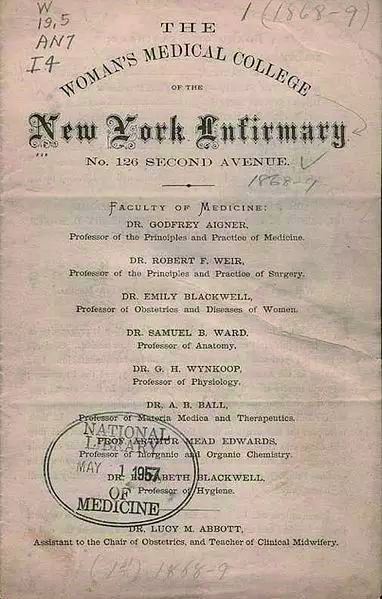 W
19.5
AN7
I4
1 (1868-9)
THE
WOMAN'S MEDICAL COLLEGE
OF THE
New York Infirmary
No. 126 SECOND AVENUE.
1868-9
FACULTY OF MEDICINE:
DR. GODFREY AIGNER,
Professor of the Principles and Practice of Medicine.
DR. ROBERT F. WEIR,
Professor of the Principles and Practice of Surgery.
DR. EMILY BLACKWELL,
Professor of Obstetrics and Diseases of Women.
DR. SAMUEL B. WARD,
Professor of Anatomy.
DR. G. H. WYNKOOP,
Professor of Physiology.
DR. A. B. BALL,
Professor of Materia Medica and Therapeutics.
PROF. ARTHUR MEAD EDWARDS,
Professor of Inorganic and Organic Chemistry.
DR. ELIZABETH BLACKWELL,
Professor of Hygiene.
NATIONAL
LIBRARY
MAY 1 1957
OF
MEDICINE
DR. LUCY M. ABBOTT,
Assistant to the Chair of Obstetrics, and Teacher of Clinical Midwifery.
(1st) 1868-9